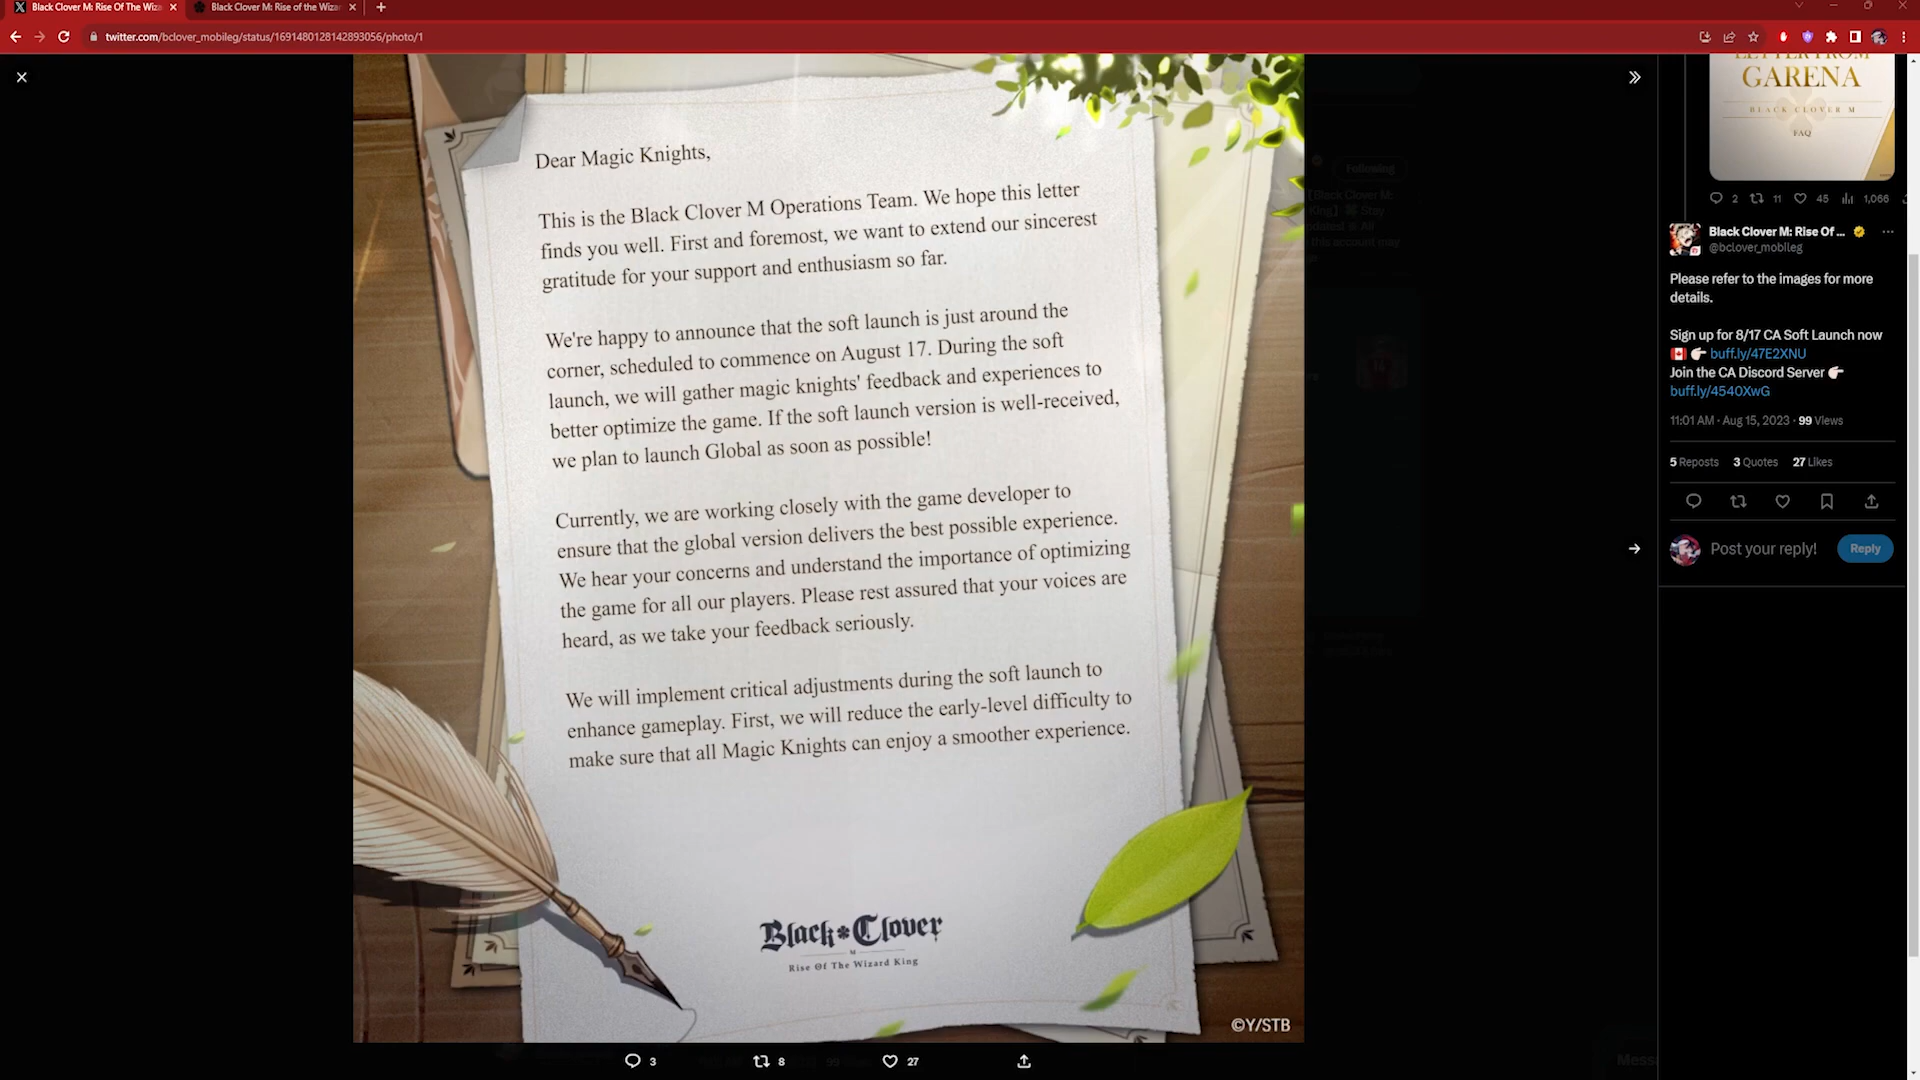 Black Clover M: Rise Of The Wiza
Black Clover M: Rise of the Wizar
twitter.com/bclover_mobileg/status/1691480128142893056/photo/1
Dear Magic Knights,
This is the Black Clover M Operations Team. We hope this letter
finds you well. First and foremost, we want to extend our sincerest
gratitude for your support and enthusiasm so far.
We're happy to announce that the soft launch is just around the
corner, scheduled to commence on August 17. During the soft
launch, we will gather magic knights' feedback and experiences to
better optimize the game. If the soft launch version is well-received,
we plan to launch Global as soon as possible!
Currently, we are working closely with the game developer to
ensure that the global version delivers the best possible experience.
We hear your concerns and understand the importance of optimizing
the game for all our players. Please rest assured that your voices are
heard, as we take your feedback seriously.
We will implement critical adjustments during the soft launch to
enhance gameplay. First, we will reduce the early-level difficulty to
make sure that all Magic Knights can enjoy a smoother experience.
Black Clover
M
Rise Of The Wizard King
©Y/STB
3
8
27
Following
LETTER FROM
GARENA
BLACK CLOVER M
FAQ
2
11
45
1,066
Black Clover M: Rise Of ...
@bclover_mobileg
Please refer to the images for more
details.
Sign up for 8/17 CA Soft Launch now
buff.ly/47E2XNU
Join the CA Discord Server
buff.ly/454OXwG
11:01 AM · Aug 15, 2023 · 99 Views
5 Reposts 3 Quotes 27 Likes
Post your reply!
Reply